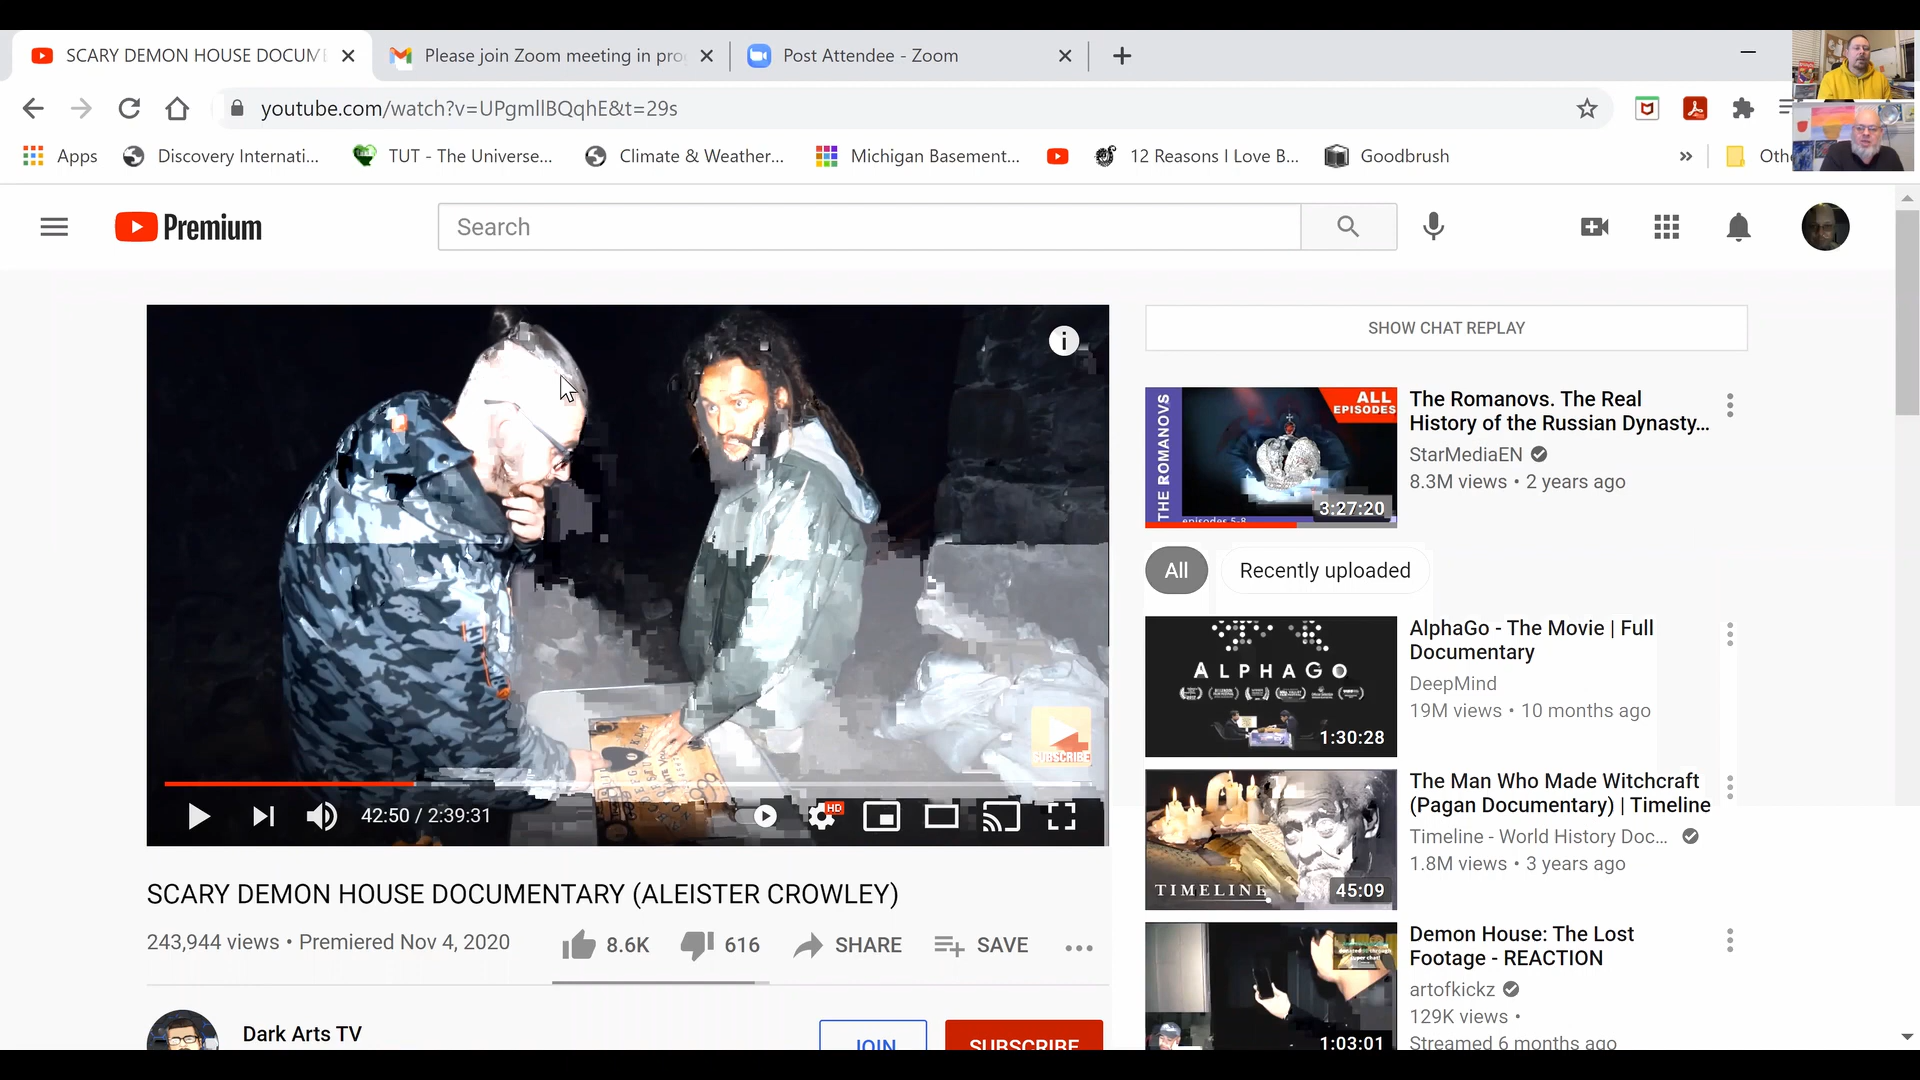 SCARY DEMON HOUSE DOCUM
Please join Zoom meeting in pro
Post Attendee - Zoom
youtube.com/watch?v=UPgmllBQqhE&t=29s
Apps
Discovery Internati...
TUT - The Universe...
Climate & Weather...
Michigan Basement...
12 Reasons I Love B...
Goodbrush
»
Oth
Premium
Search
SHOW CHAT REPLAY
THE ROMANOVS
ALL
EPISODES
episodes 5-8
3:27:20
The Romanovs. The Real
History of the Russian Dynasty...
StarMediaEN
8.3M views • 2 years ago
All
Recently uploaded
ALPHAGO
1:30:28
AlphaGo - The Movie | Full
Documentary
DeepMind
19M views • 10 months ago
TIMELINE
45:09
The Man Who Made Witchcraft
(Pagan Documentary) | Timeline
Timeline - World History Doc...
1.8M views • 3 years ago
1:03:01
Demon House: The Lost
Footage - REACTION
artofkickz
129K views •
Streamed 6 months ago
SUBSCRIBE
42:50 / 2:39:31
HD
SCARY DEMON HOUSE DOCUMENTARY (ALEISTER CROWLEY)
243,944 views • Premiered Nov 4, 2020
8.6K
616
SHARE
SAVE
Dark Arts TV
JOIN
SUBSCRIBE